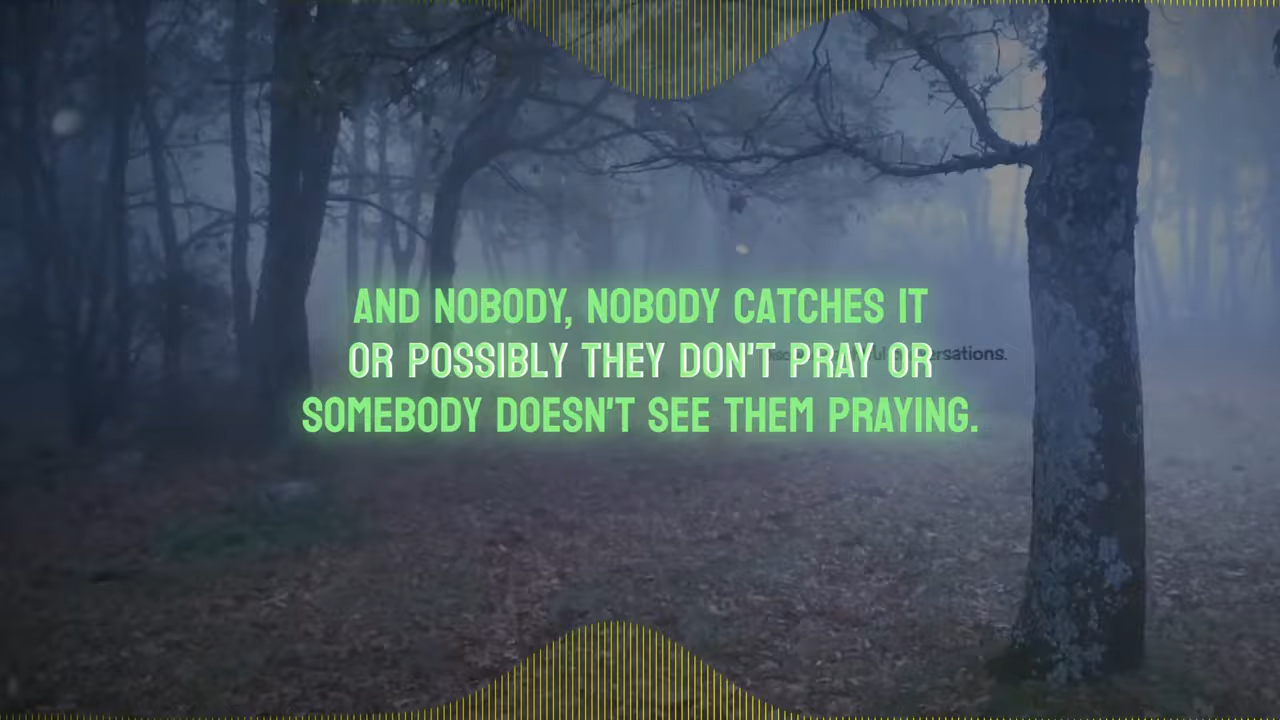 AND NOBODY, NOBODY CATCHES IT
OR POSSIBLY THEY DON'T PRAY OR
SOMEBODY DOESN'T SEE THEM PRAYING.